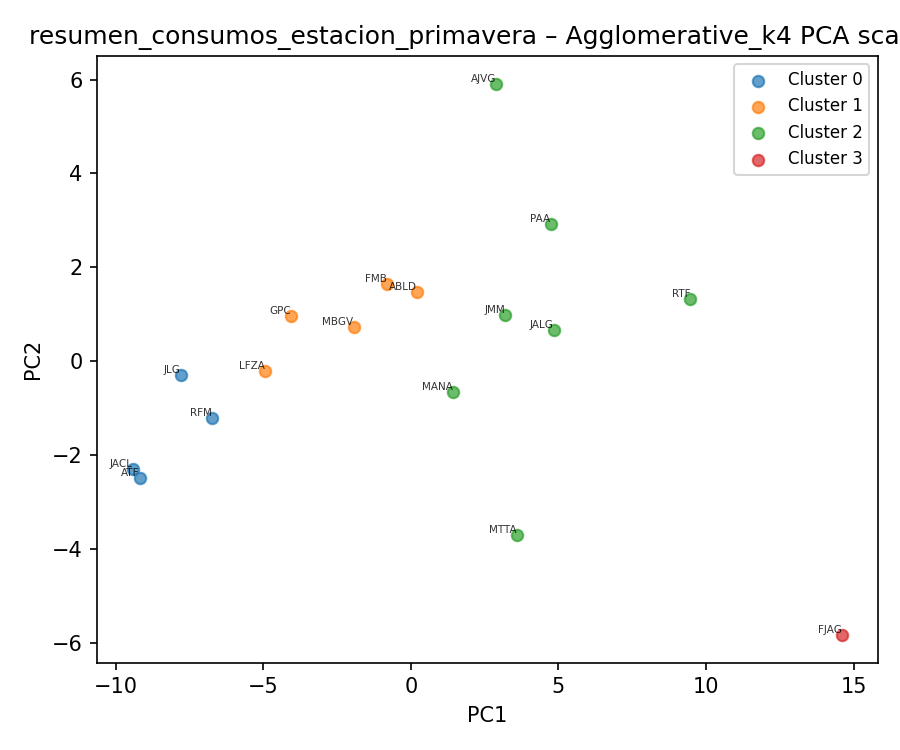 resumen_consumos_estacion_primavera – Agglomerative_k4 PCA sca
Cluster 0
Cluster 1
Cluster 2
Cluster 3
6
4
2
0
−2
−4
−6
PC2
AJVG
PAA
RTF
FMB
ABLD
GPC
MBGV
JMM
JALG
LFZA
JLG
MANA
RFM
JACL
ATF
MTTA
FJAG
−10
−5
0
5
10
15
PC1